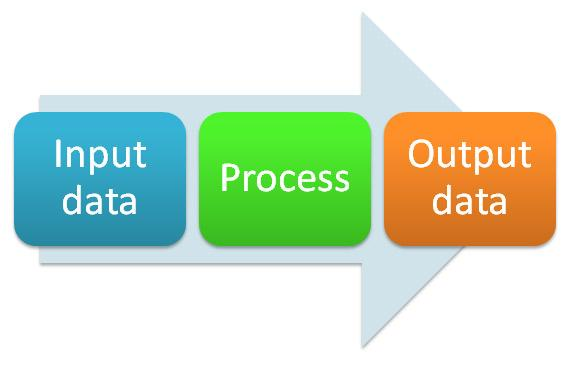 Input
data
Process
Output
data